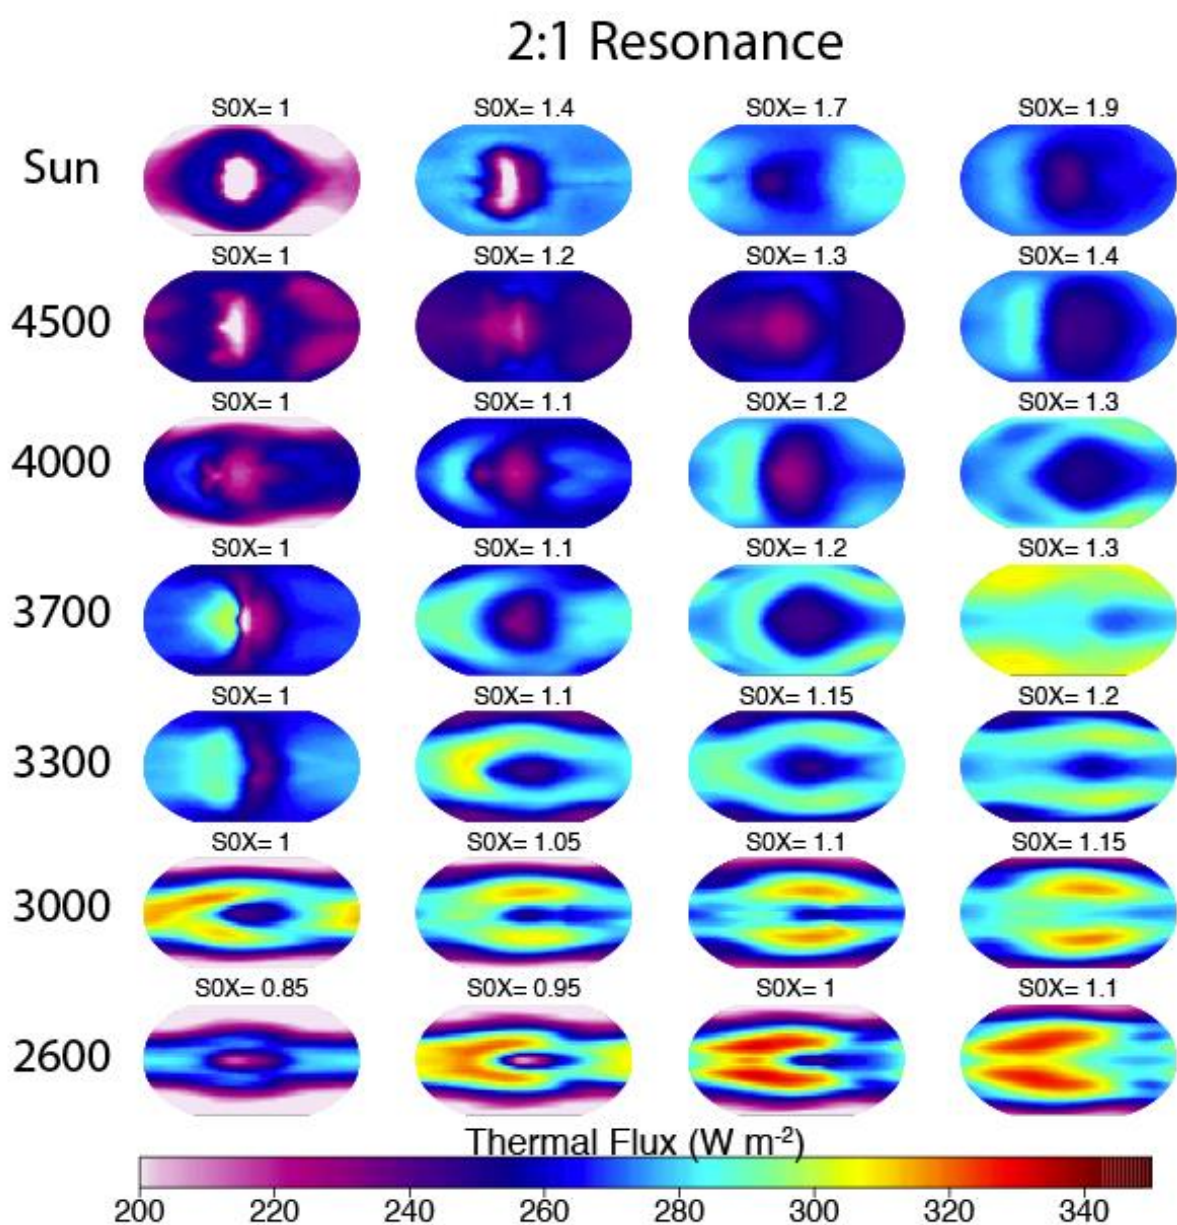 2:1 Resonance
S0X= 1 S0X= 1.4 S0X= 1.7 S0X= 1.9
Sun
S0X= 1 S0X= 1.2 S0X= 1.3 S0X= 1.4
4500
S0X= 1 S0X= 1.1 S0X= 1.2 S0X= 1.3
4000
S0X= 1 S0X= 1.1 S0X= 1.2 S0X= 1.3
3700
S0X= 1 S0X= 1.1 S0X= 1.15 S0X= 1.2
3300
S0X= 1 S0X= 1.05 S0X= 1.1 S0X= 1.15
3000
S0X= 0.85 S0X= 0.95 S0X= 1 S0X= 1.1
2600
Thermal Flux (W m⁻²)
200 220 240 260 280 300 320 340